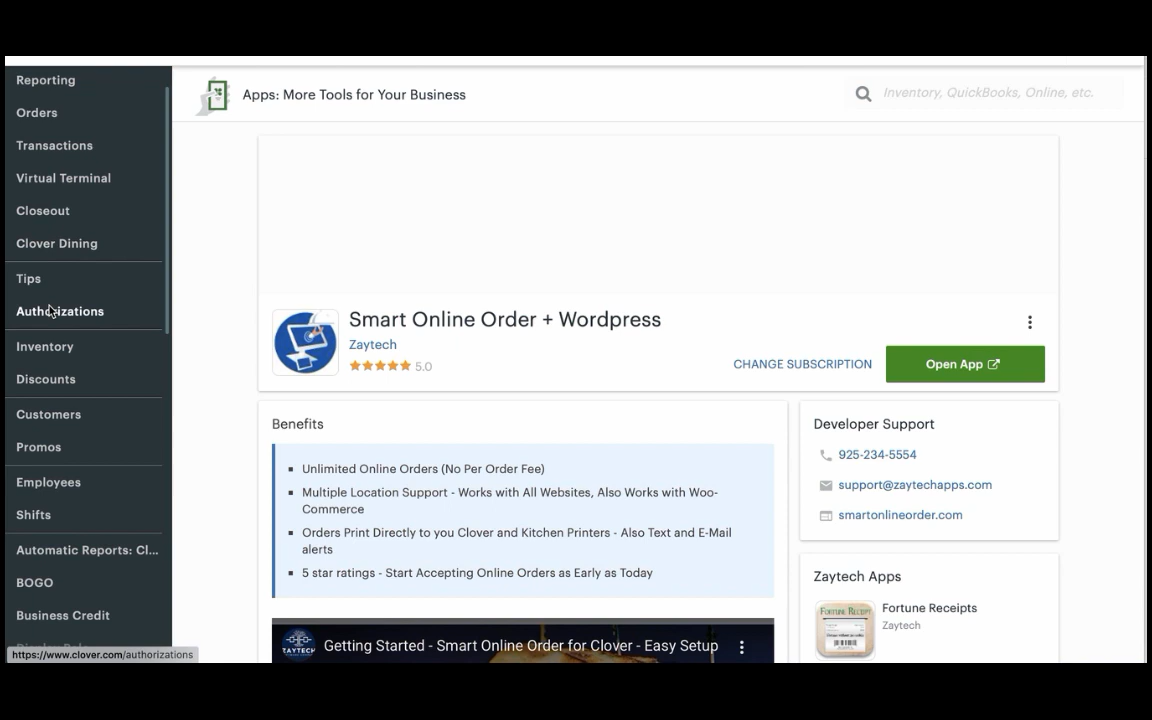 Reporting
Orders
Transactions
Virtual Terminal
Closeout
Clover Dining
Tips
Authorizations
Inventory
Discounts
Customers
Promos
Employees
Shifts
Automatic Reports: Cl...
BOGO
Business Credit
https://www.clover.com/authorizations
Apps: More Tools for Your Business
Inventory, QuickBooks, Online, etc.
Smart Online Order + Wordpress
Zaytech
5.0
CHANGE SUBSCRIPTION
Open App
Benefits
Unlimited Online Orders (No Per Order Fee)
Multiple Location Support - Works with All Websites, Also Works with Woo-
Commerce
Orders Print Directly to you Clover and Kitchen Printers - Also Text and E-Mail
alerts
5 star ratings - Start Accepting Online Orders as Early as Today
ZAYTECH
Getting Started - Smart Online Order for Clover - Easy Setup
Developer Support
925-234-5554
support@zaytechapps.com
smartonlineorder.com
Zaytech Apps
FORTUNE RECEIPT
Fortune Receipts
Zaytech